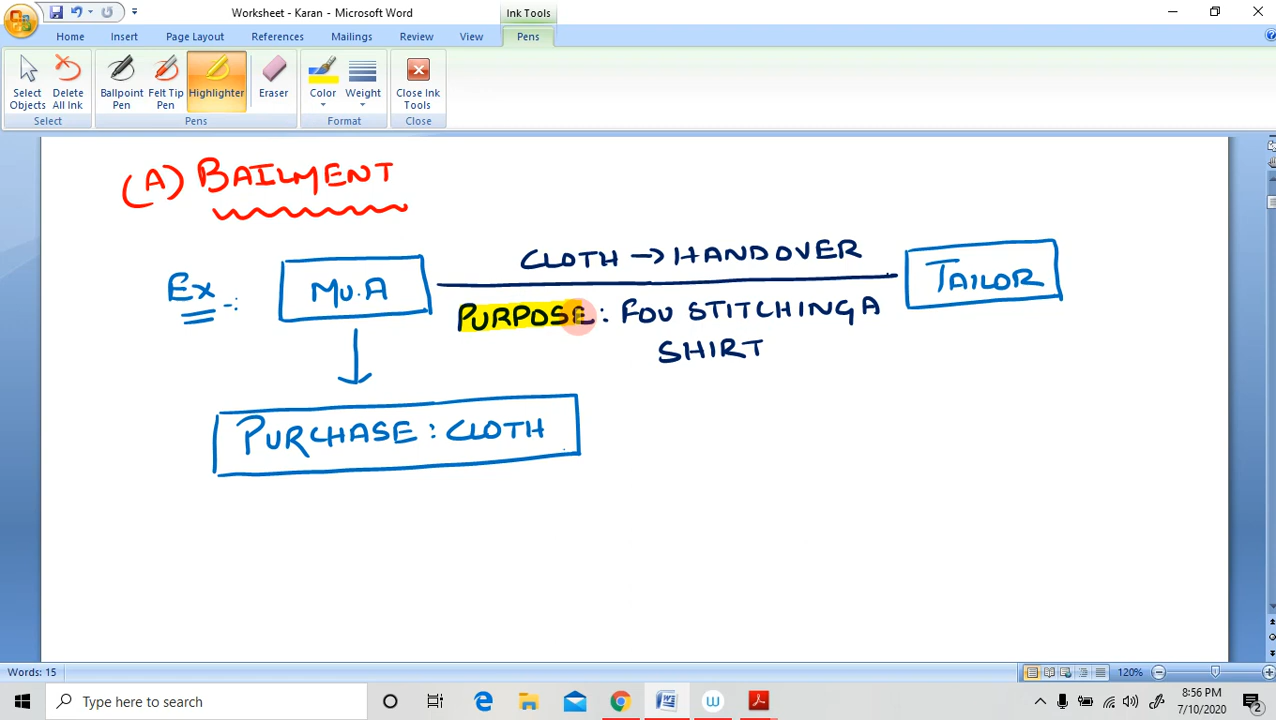 Worksheet - Karan - Microsoft Word
Ink Tools
Home Insert Page Layout References Mailings Review View Pens
Select Objects
Delete All Ink
Ballpoint Pen
Felt Tip Pen
Highlighter
Eraser
Color
Weight
Close Ink Tools
Select Pens Format Close
(A) BAILMENT
Ex -: Mr.A CLOTH → HANDOVER TAILOR
PURPOSE : FOR STITCHING A
SHIRT
PURCHASE : CLOTH
Words: 15 120%
Type here to search
8:56 PM
7/10/2020
2